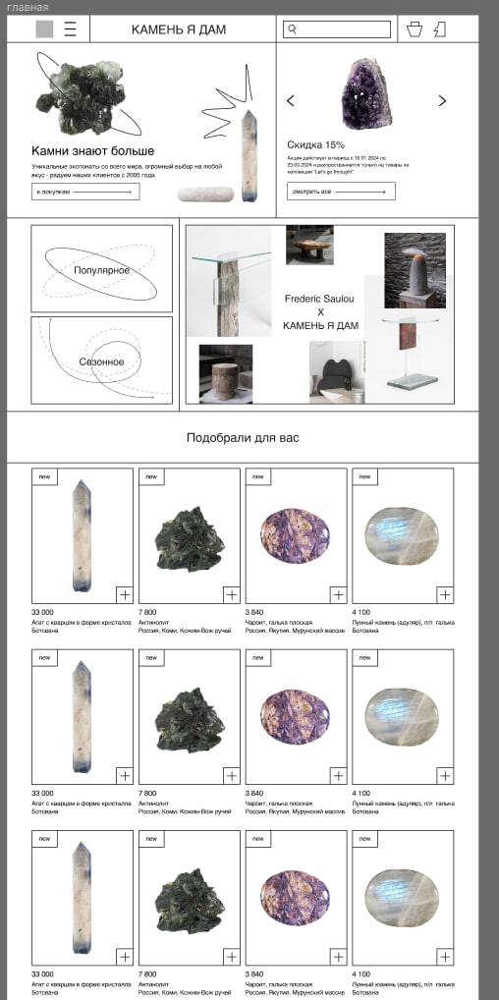 главная
КАМЕНЬ Я ДАМ
Камни знают больше
Уникальные экспонаты со всего мира, огромный выбор на любой
вкус - радуем наших клиентов с 2005 года
к покупкам
Скидка 15%
Акция действует в период с 15.01.2024 по
23.03.2024 и распространяется только на товары из
коллекции "Let's go throught"
смотреть все
Популярное
Сезонное
Frederic Saulou
X
КАМЕНЬ Я ДАМ
Подобрали для вас
new
new
new
new
33 000
7 800
3 840
4 100
Агат с кварцем в форме кристалла
Ботсвана
Актинолит
Россия, Коми, Кожим-Вож ручей
Чароит, галька плоская
Россия, Якутия, Мурунский массив
Лунный камень (адуляр), п/п галька
Ботсвана
new
new
new
new
33 000
7 800
3 840
4 100
Агат с кварцем в форме кристалла
Ботсвана
Актинолит
Россия, Коми, Кожим-Вож ручей
Чароит, галька плоская
Россия, Якутия, Мурунский массив
Лунный камень (адуляр), п/п галька
Ботсвана
new
new
new
new
33 000
7 800
3 840
4 100
Агат с кварцем в форме кристалла
Ботсвана
Актинолит
Россия, Коми, Кожим-Вож ручей
Чароит, галька плоская
Россия, Якутия, Мурунский массив
Лунный камень (адуляр), п/п галька
Ботсвана